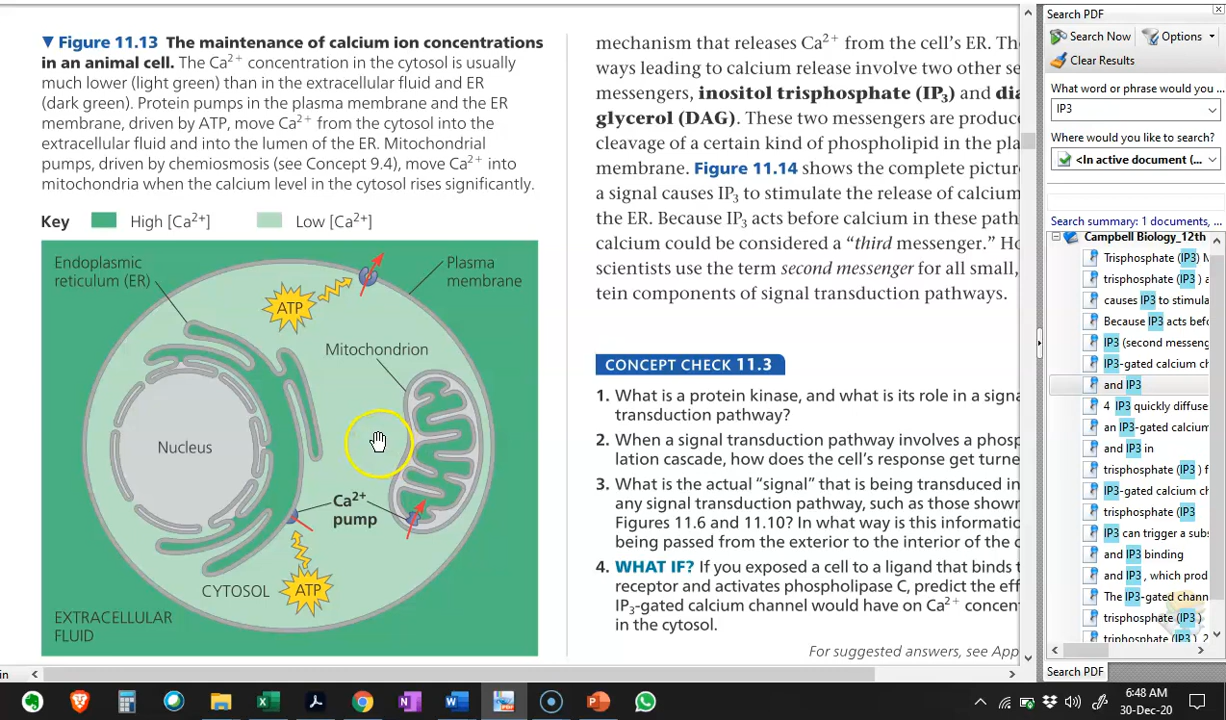 ▼ Figure 11.13 The maintenance of calcium ion concentrations
in an animal cell. The Ca²⁺ concentration in the cytosol is usually
much lower (light green) than in the extracellular fluid and ER
(dark green). Protein pumps in the plasma membrane and the ER
membrane, driven by ATP, move Ca²⁺ from the cytosol into the
extracellular fluid and into the lumen of the ER. Mitochondrial
pumps, driven by chemiosmosis (see Concept 9.4), move Ca²⁺ into
mitochondria when the calcium level in the cytosol rises significantly.
Key High [Ca²⁺] Low [Ca²⁺]
Endoplasmic
reticulum (ER)
Plasma
membrane
ATP
Mitochondrion
Nucleus
Ca²⁺
pump
CYTOSOL
ATP
EXTRACELLULAR
FLUID
mechanism that releases Ca²⁺ from the cell's ER. Th
ways leading to calcium release involve two other se
messengers, inositol trisphosphate (IP₃) and dia
glycerol (DAG). These two messengers are produce
cleavage of a certain kind of phospholipid in the pla
membrane. Figure 11.14 shows the complete pictur
a signal causes IP₃ to stimulate the release of calcium
the ER. Because IP₃ acts before calcium in these path
calcium could be considered a "third messenger." Ho
scientists use the term second messenger for all small,
tein components of signal transduction pathways.
CONCEPT CHECK 11.3
1. What is a protein kinase, and what is its role in a signa
transduction pathway?
2. When a signal transduction pathway involves a phosp
lation cascade, how does the cell's response get turne
3. What is the actual "signal" that is being transduced in
any signal transduction pathway, such as those shown
Figures 11.6 and 11.10? In what way is this informatio
being passed from the exterior to the interior of the c
4. WHAT IF? If you exposed a cell to a ligand that binds t
receptor and activates phospholipase C, predict the eff
IP₃-gated calcium channel would have on Ca²⁺ concen
in the cytosol.
For suggested answers, see App
in
Search PDF
Search Now Options
Clear Results
What word or phrase would you ...
IP3
Where would you like to search?
<In active document (...
Search summary: 1 documents, ...
Campbell Biology_12th
Trisphosphate (IP3) M
trisphosphate (IP3 ) a
causes IP3 to stimula
Because IP3 acts befo
IP3 (second messeng
IP3-gated calcium ch
and IP3
4 IP3 quickly diffuse
an IP3-gated calcium
and IP3 in
trisphosphate (IP3 ) f
IP3-gated calcium ch
trisphosphate (IP3
IP3 can trigger a subs
and IP3 binding
and IP3 , which prod
The IP3-gated chann
trisphosphate (IP3 )
triphosphate (IP3 ), 2
Search PDF
6:48 AM
30-Dec-20